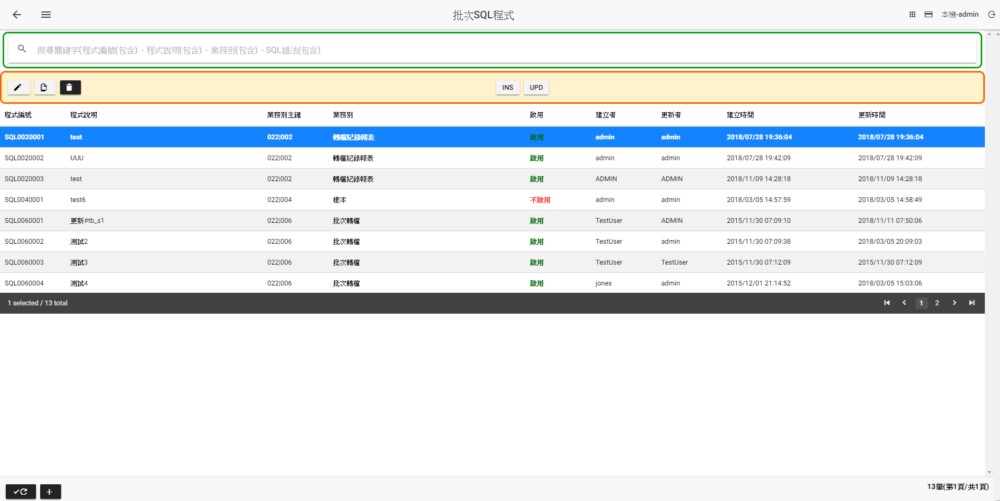 批次SQL程式
本機-admin
搜尋關鍵字(程式編號(包含)、程式說明(包含)、業務別(包含)、SQL語法(包含)
INS UPD
程式編號 程式說明 業務別主鍵 業務別 啟用 建立者 更新者 建立時間 更新時間
SQL0020001 test 022|002 轉檔紀錄報表 啟用 admin admin 2018/07/28 19:36:04 2018/07/28 19:36:04
SQL0020002 UUU 022|002 轉檔紀錄報表 啟用 admin admin 2018/07/28 19:42:09 2018/07/28 19:42:09
SQL0020003 test 022|002 轉檔紀錄報表 啟用 ADMIN ADMIN 2018/11/09 14:28:18 2018/11/09 14:28:18
SQL0040001 test6 022|004 樣本 不啟用 admin admin 2018/03/05 14:57:59 2018/03/05 14:58:49
SQL0060001 更新#tb_s1 022|006 批次轉檔 啟用 TestUser ADMIN 2015/11/30 07:09:10 2018/11/11 07:50:06
SQL0060002 測試2 022|006 批次轉檔 啟用 TestUser admin 2015/11/30 07:09:38 2018/03/05 20:09:03
SQL0060003 測試3 022|006 批次轉檔 啟用 TestUser TestUser 2015/11/30 07:12:09 2015/11/30 07:12:09
SQL0060004 測試4 022|006 批次轉檔 啟用 jones admin 2015/12/01 21:14:52 2018/03/05 15:03:06
1 selected / 13 total 1 2
13筆(第1頁/共1頁)